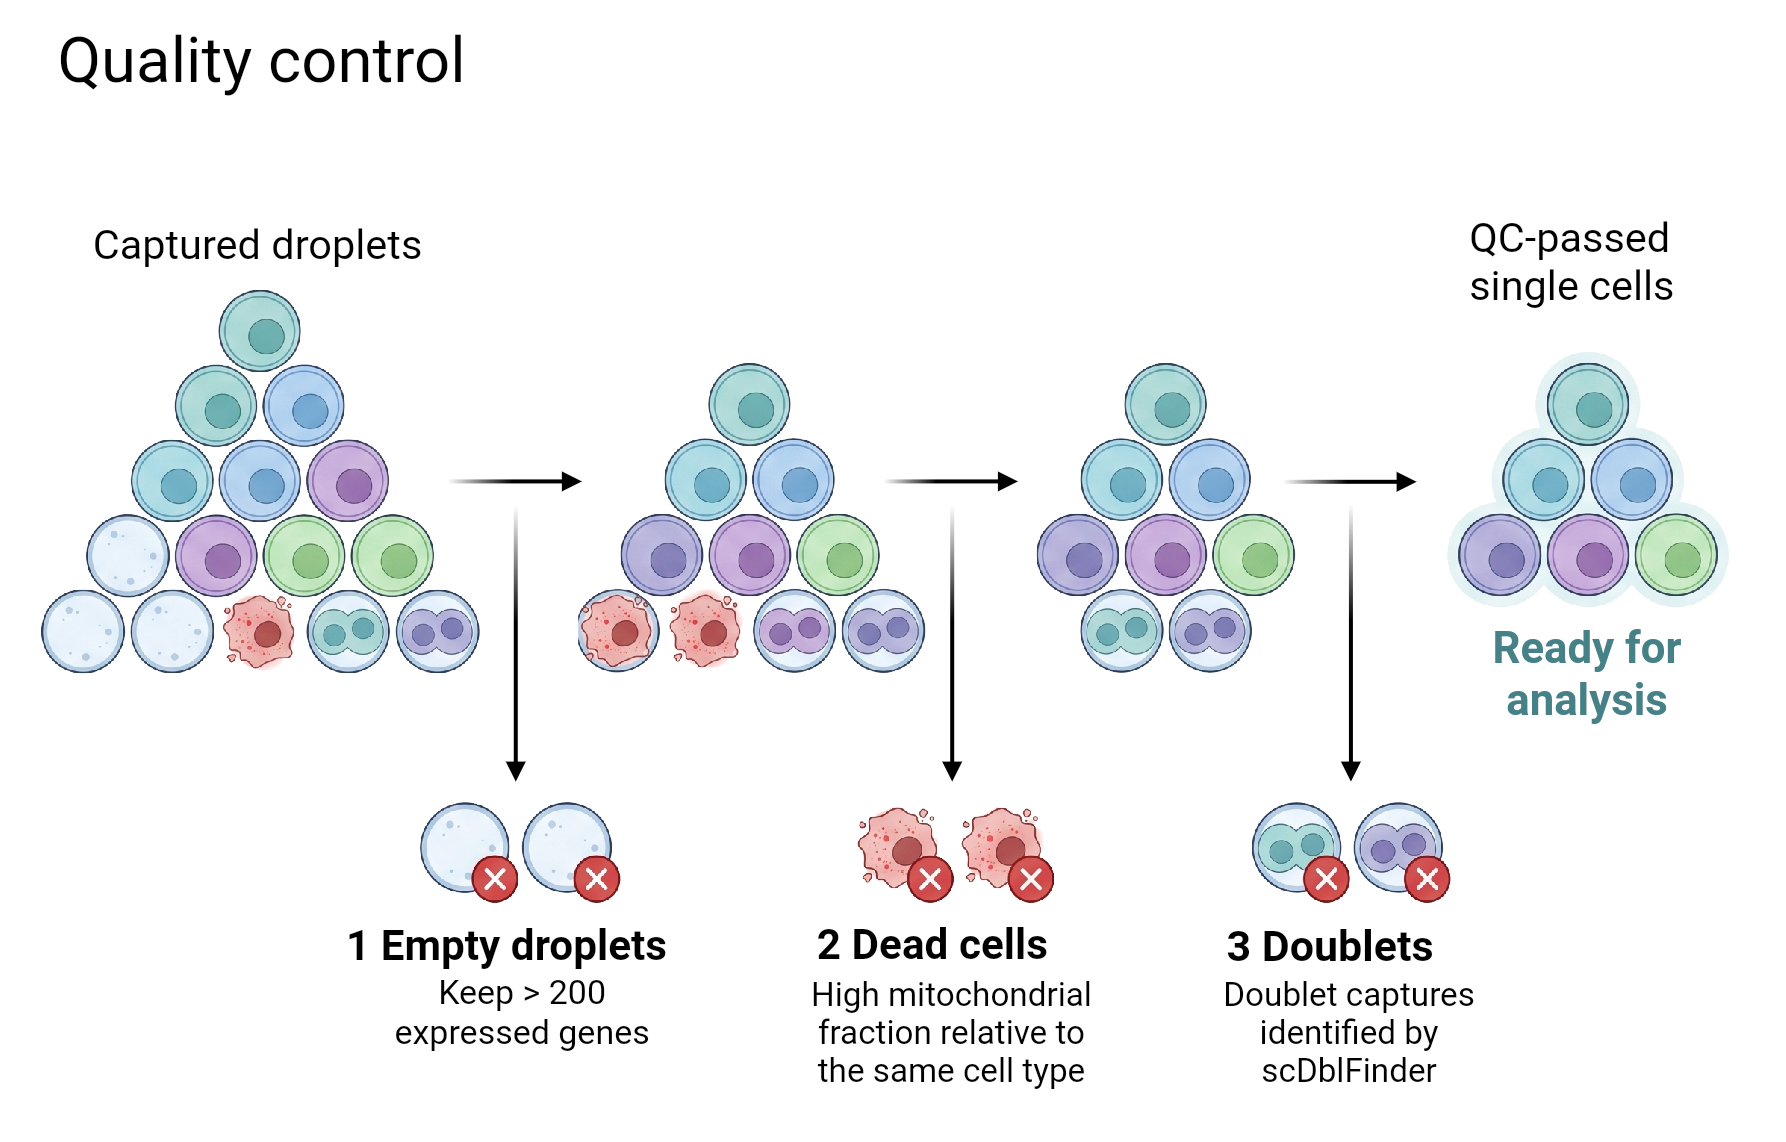 Quality control
Captured droplets
QC-passed
single cells
Ready for
analysis
1 Empty droplets
Keep > 200
expressed genes
2 Dead cells
High mitochondrial
fraction relative to
the same cell type
3 Doublets
Doublet captures
identified by
scDblFinder